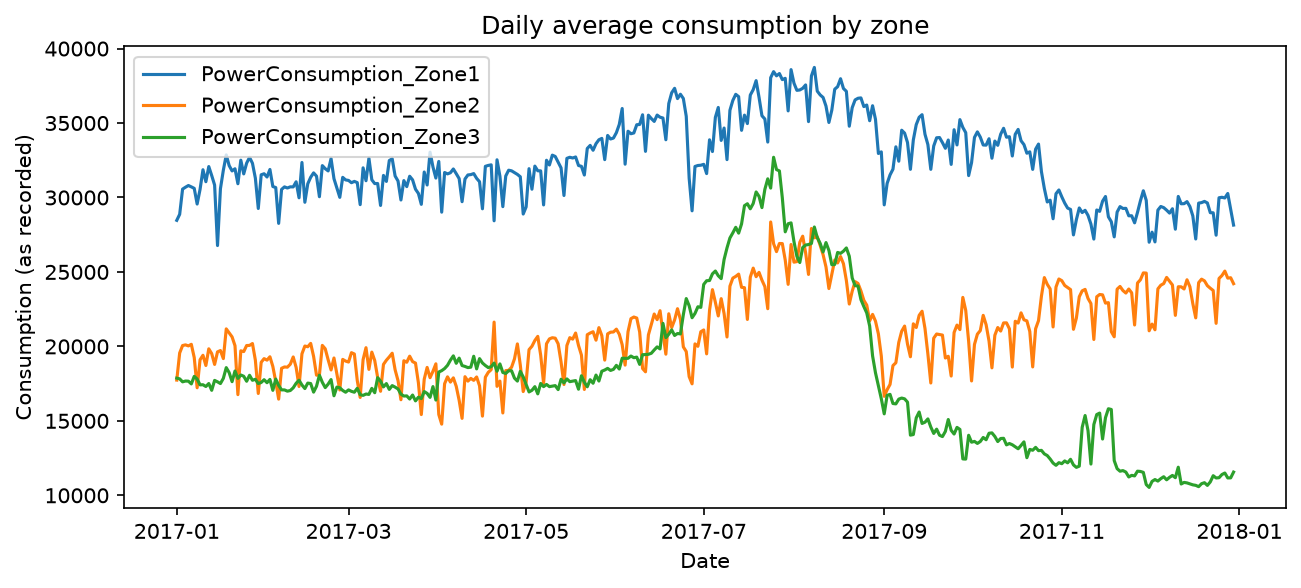 Daily average consumption by zone
PowerConsumption_Zone1
PowerConsumption_Zone2
PowerConsumption_Zone3
Consumption (as recorded)
40000
35000
30000
25000
20000
15000
10000
2017-01 2017-03 2017-05 2017-07 2017-09 2017-11 2018-01
Date